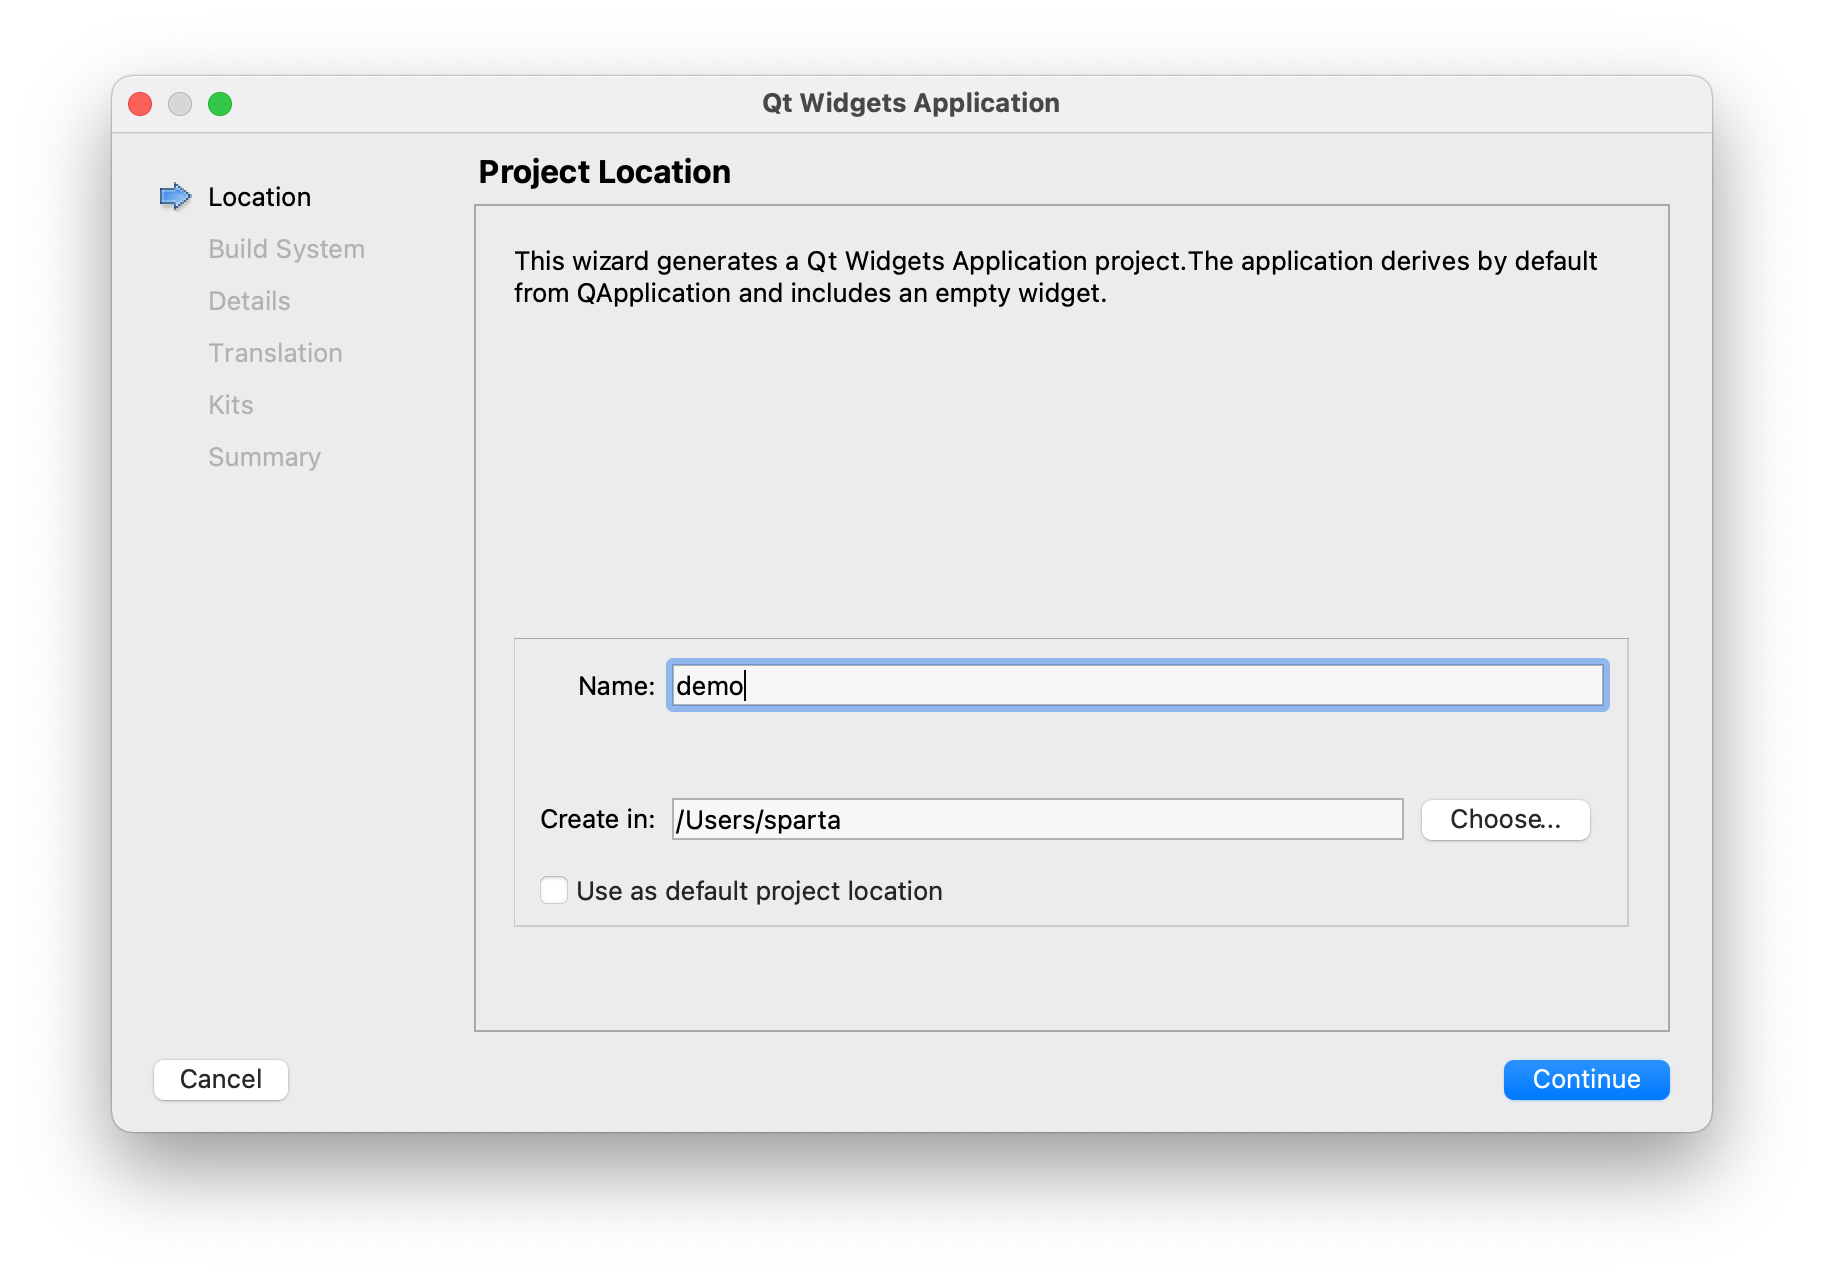 Qt Widgets Application
Location
Build System
Details
Translation
Kits
Summary
Project Location
This wizard generates a Qt Widgets Application project.The application derives by default
from QApplication and includes an empty widget.
Name: demo
Create in: /Users/sparta Choose...
Use as default project location
Cancel Continue